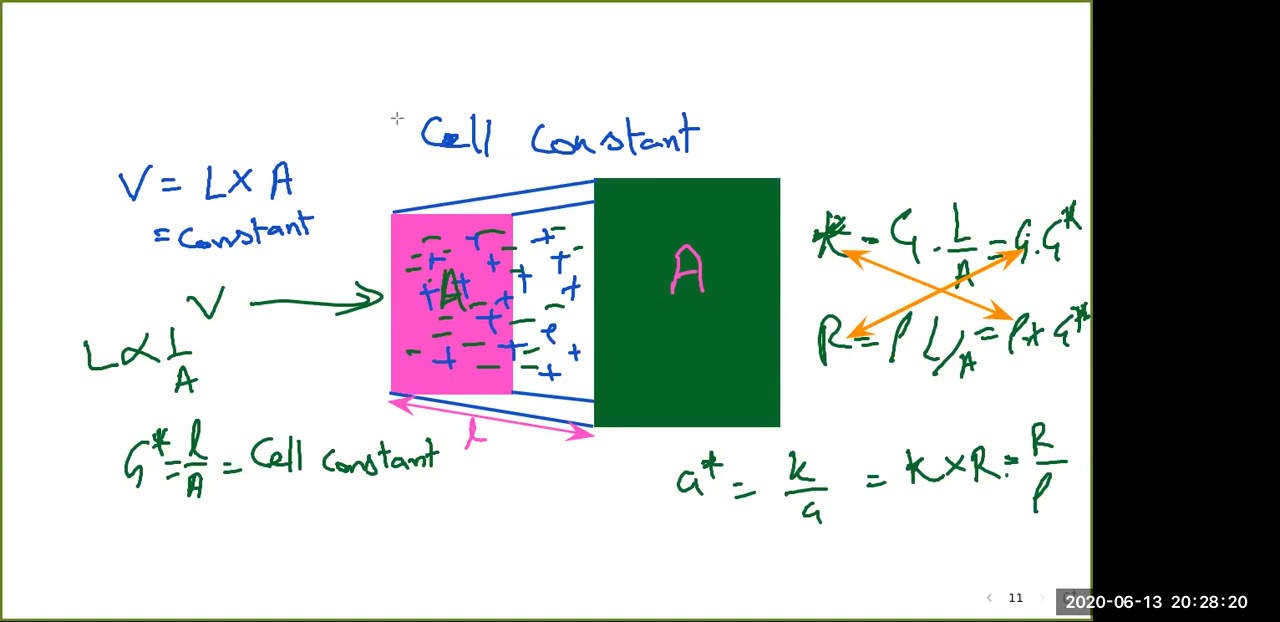 Cell Constant
V = L × A
= Constant
V
L ∝ L/A
G* = l/A = Cell constant
A
A
l
K = G · L/A = G · G*
R = ρ L/A = ρ × G*
G* = K/G = K × R = R/ρ
11
2020-06-13 20:28:20